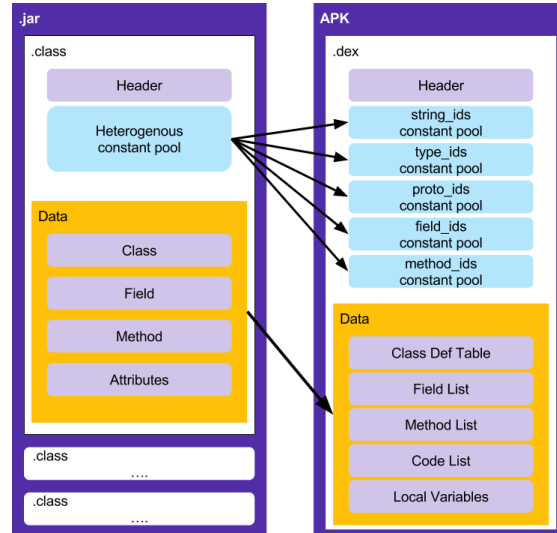 .jar
.class
Header
Heterogenous
constant pool
Data
Class
Field
Method
Attributes
.class
....
.class
....
APK
.dex
Header
string_ids
constant pool
type_ids
constant pool
proto_ids
constant pool
field_ids
constant pool
method_ids
constant pool
Data
Class Def Table
Field List
Method List
Code List
Local Variables